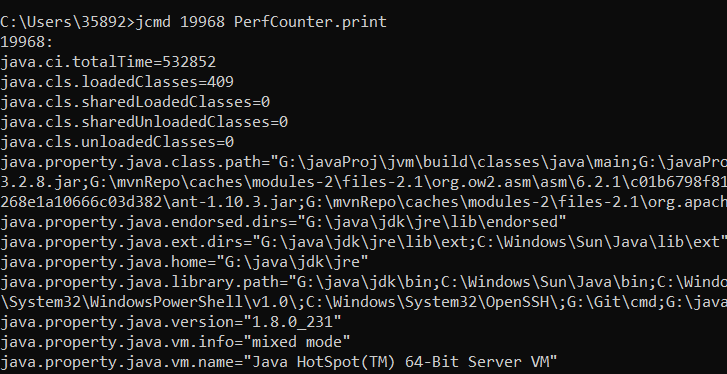 C:\Users\35892>jcmd 19968 PerfCounter.print
19968:
java.ci.totalTime=532852
java.cls.loadedClasses=409
java.cls.sharedLoadedClasses=0
java.cls.sharedUnloadedClasses=0
java.cls.unloadedClasses=0
java.property.java.class.path="G:\javaProj\jvm\build\classes\java\main;G:\javaPro
3.2.8.jar;G:\mvnRepo\caches\modules-2\files-2.1\org.ow2.asm\asm\6.2.1\c01b6798f81
268e1a10666c03d382\ant-1.10.3.jar;G:\mvnRepo\caches\modules-2\files-2.1\org.apach
java.property.java.endorsed.dirs="G:\java\jdk\jre\lib\endorsed"
java.property.java.ext.dirs="G:\java\jdk\jre\lib\ext;C:\Windows\Sun\Java\lib\ext"
java.property.java.home="G:\java\jdk\jre"
java.property.java.library.path="G:\java\jdk\bin;C:\Windows\Sun\Java\bin;C:\Windo
\System32\WindowsPowerShell\v1.0\;C:\Windows\System32\OpenSSH\;G:\Git\cmd;G:\java
java.property.java.version="1.8.0_231"
java.property.java.vm.info="mixed mode"
java.property.java.vm.name="Java HotSpot(TM) 64-Bit Server VM"